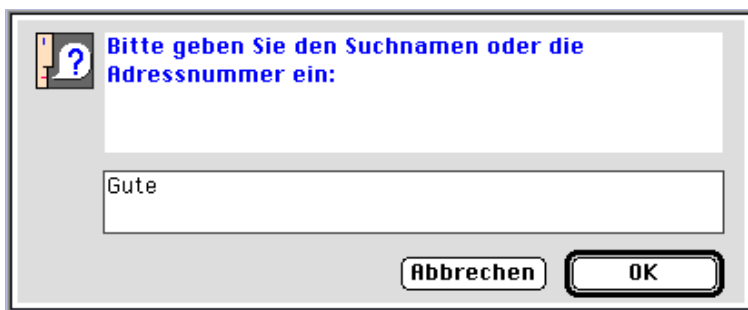 Bitte geben Sie den Suchnamen oder die
Adressnummer ein:
Gute
Abbrechen
OK